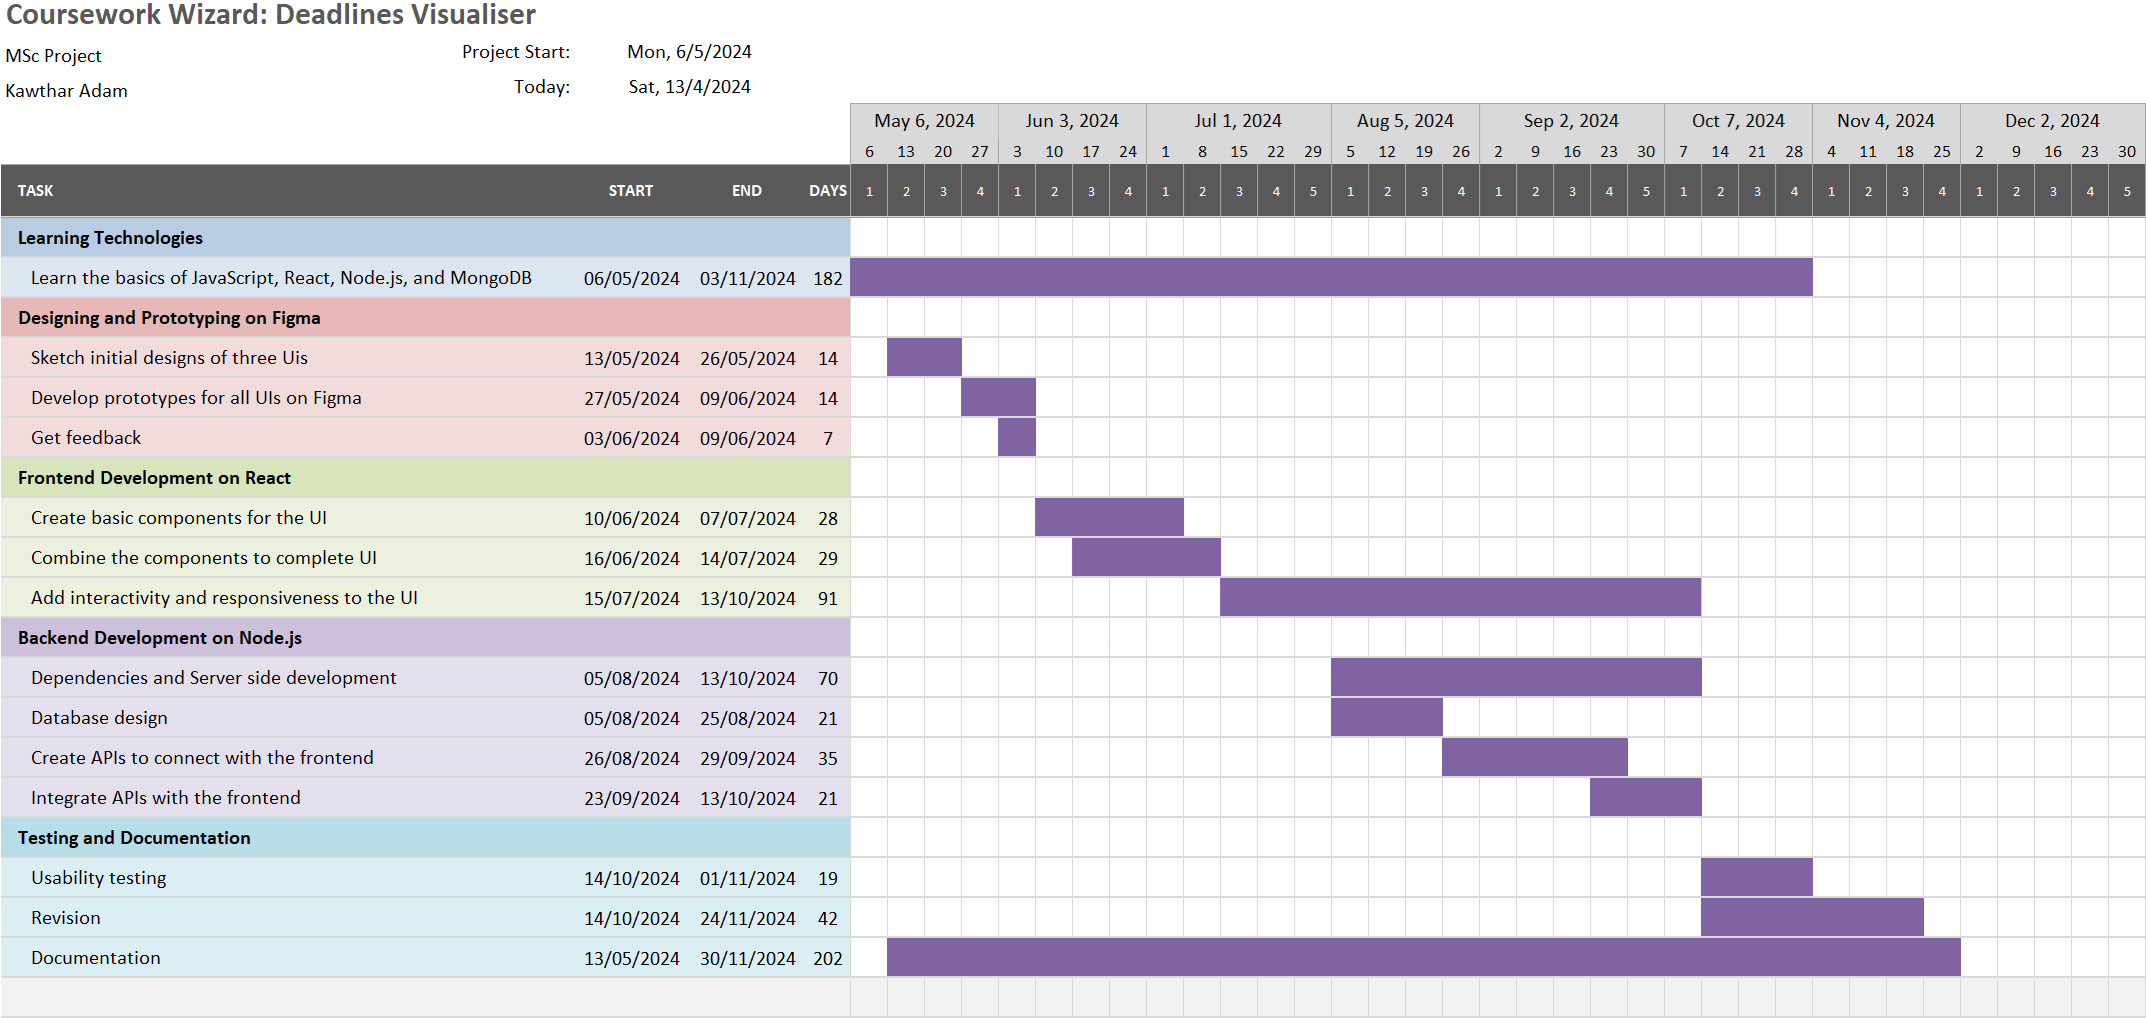 Coursework Wizard: Deadlines Visualiser
MSc Project Project Start: Mon, 6/5/2024
Kawthar Adam Today: Sat, 13/4/2024
May 6, 2024 Jun 3, 2024 Jul 1, 2024 Aug 5, 2024 Sep 2, 2024 Oct 7, 2024 Nov 4, 2024 Dec 2, 2024
6 13 20 27 3 10 17 24 1 8 15 22 29 5 12 19 26 2 9 16 23 30 7 14 21 28 4 11 18 25 2 9 16 23 30
TASK START END DAYS 1 2 3 4 1 2 3 4 1 2 3 4 5 1 2 3 4 1 2 3 4 5 1 2 3 4 1 2 3 4 1 2 3 4 5
Learning Technologies
Learn the basics of JavaScript, React, Node.js, and MongoDB 06/05/2024 03/11/2024 182
Designing and Prototyping on Figma
Sketch initial designs of three Uis 13/05/2024 26/05/2024 14
Develop prototypes for all UIs on Figma 27/05/2024 09/06/2024 14
Get feedback 03/06/2024 09/06/2024 7
Frontend Development on React
Create basic components for the UI 10/06/2024 07/07/2024 28
Combine the components to complete UI 16/06/2024 14/07/2024 29
Add interactivity and responsiveness to the UI 15/07/2024 13/10/2024 91
Backend Development on Node.js
Dependencies and Server side development 05/08/2024 13/10/2024 70
Database design 05/08/2024 25/08/2024 21
Create APIs to connect with the frontend 26/08/2024 29/09/2024 35
Integrate APIs with the frontend 23/09/2024 13/10/2024 21
Testing and Documentation
Usability testing 14/10/2024 01/11/2024 19
Revision 14/10/2024 24/11/2024 42
Documentation 13/05/2024 30/11/2024 202